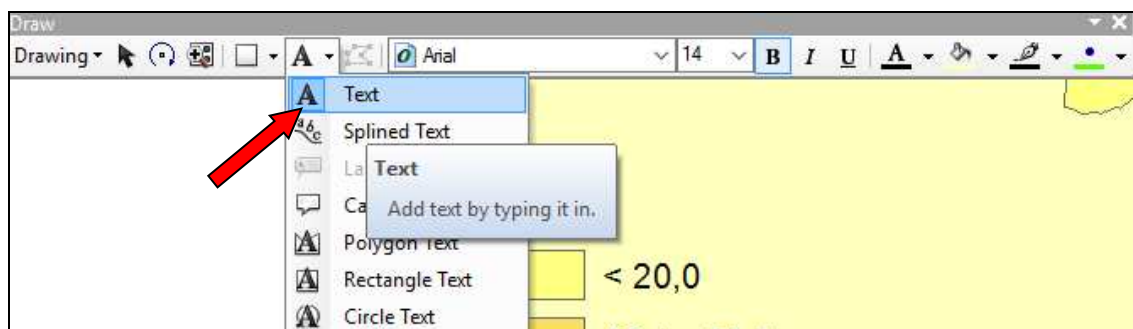 Draw
Drawing A Arial 14 B I U A
A Text
abc Splined Text
La Text
Ca Add text by typing it in.
A Polygon Text
A Rectangle Text < 20,0
A Circle Text